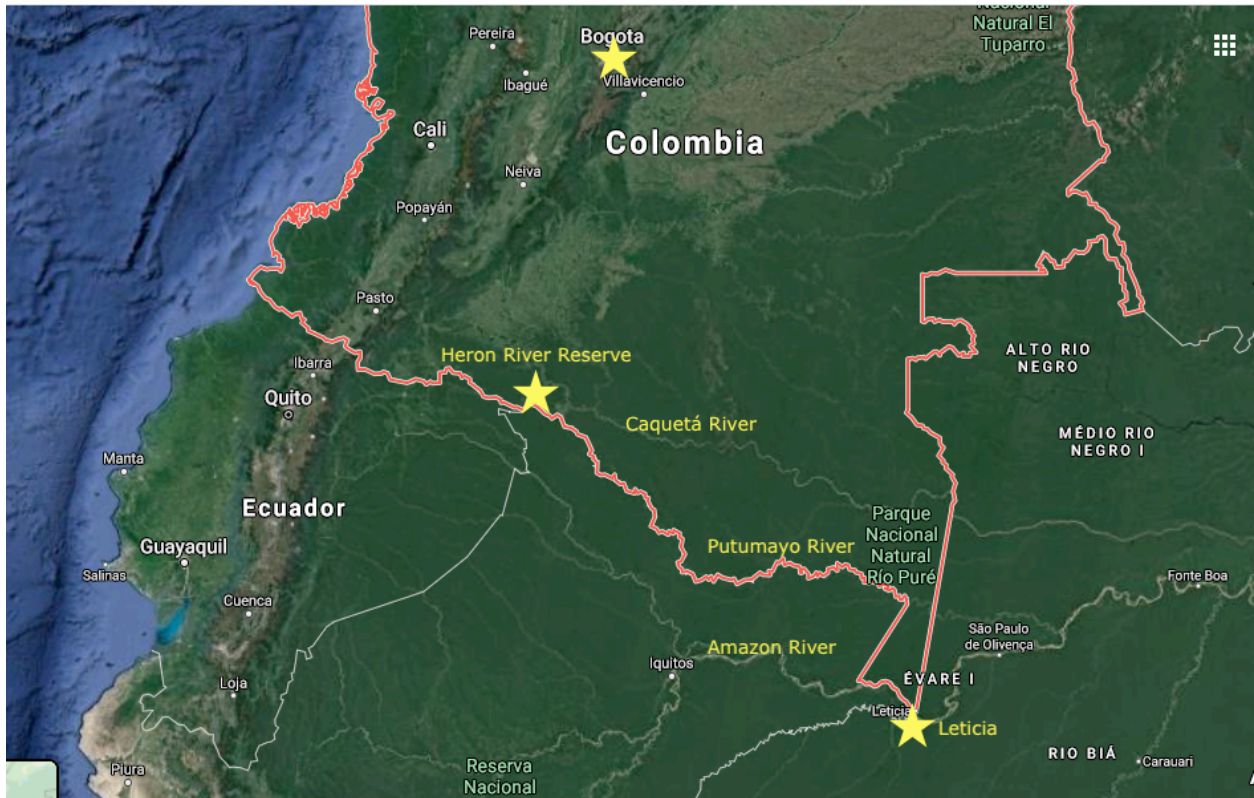 Nacional
Natural El
Tuparro
Pereira
Bogota
Ibagué
Villavicencio
Cali
Colombia
Neiva
Popayán
Pasto
Heron River Reserve
Ibarra
ALTO RIO
NEGRO
Quito
Caquetá River
MÉDIO RIO
NEGRO I
Manta
Ecuador
Parque
Nacional
Natural
Río Puré
Putumayo River
Guayaquil
Salinas
Fonte Boa
Cuenca
São Paulo
de Olivença
Amazon River
Iquitos
Loja
ÉVARE I
Leticia
Leticia
RIO BIÁ
Carauari
Reserva
Nacional
Piura